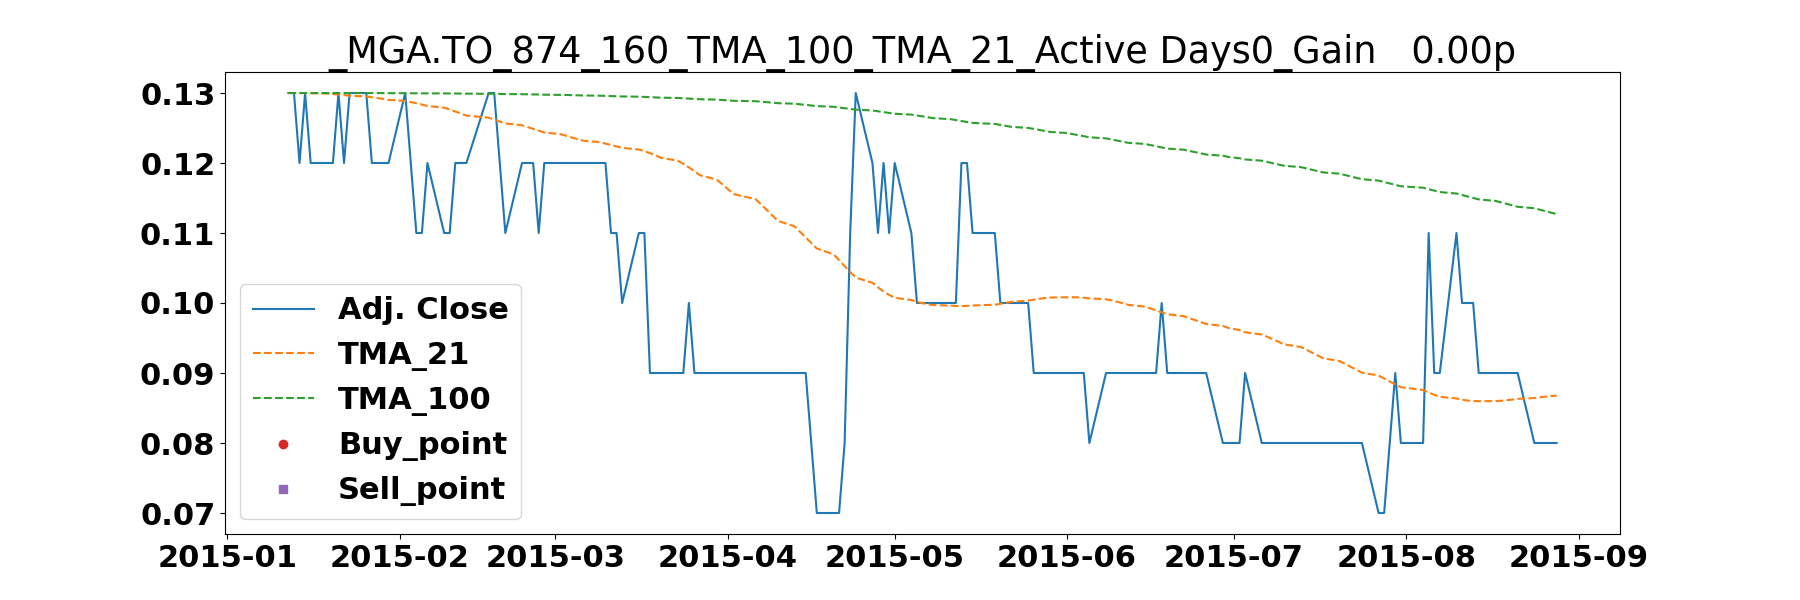 _MGA.TO_874_160_TMA_100_TMA_21_Active Days0_Gain   0.00p
0.13
0.12
0.11
0.10
0.09
0.08
0.07
Adj. Close
TMA_21
TMA_100
Buy_point
Sell_point
2015-01 2015-02 2015-03 2015-04 2015-05 2015-06 2015-07 2015-08 2015-09